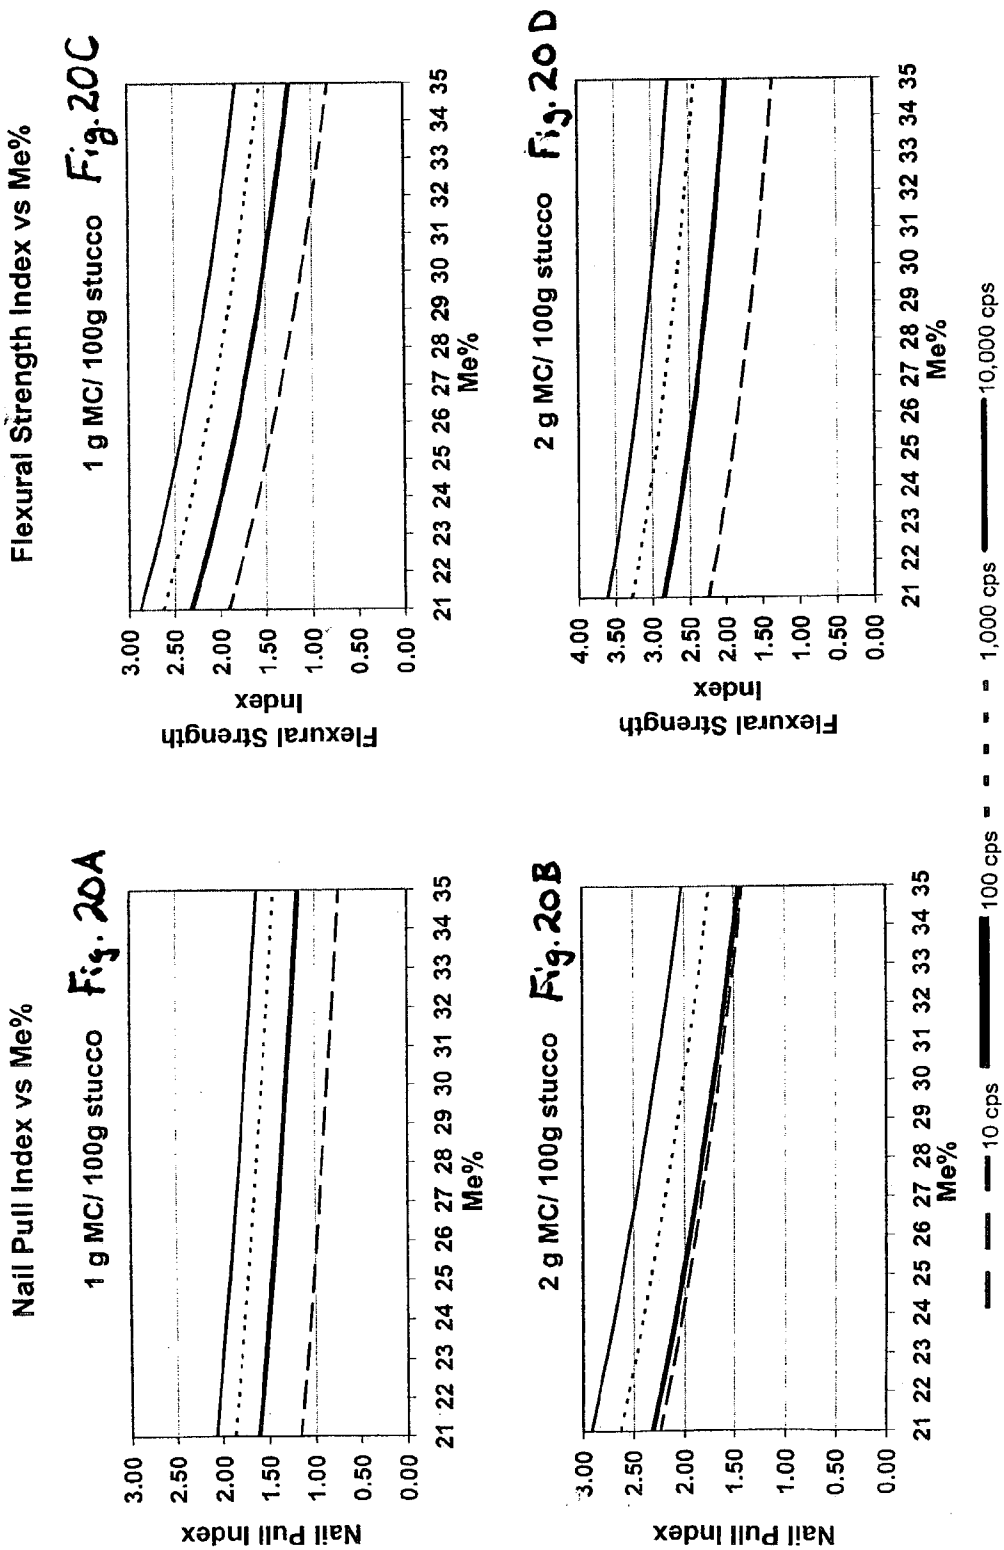 Nail Pull Index vs Me%
1 g MC/ 100g stucco Fig. 20A
Nail Pull Index
3.00
2.50
2.00
1.50
1.00
0.50
0.00
21 22 23 24 25 26 27 28 29 30 31 32 33 34 35
Me%
2 g MC/ 100g stucco Fig. 20B
Nail Pull Index
3.00
2.50
2.00
1.50
1.00
0.50
0.00
21 22 23 24 25 26 27 28 29 30 31 32 33 34 35
Me%
Flexural Strength Index vs Me%
1 g MC/ 100g stucco Fig. 20C
Flexural Strength
Index
3.00
2.50
2.00
1.50
1.00
0.50
0.00
21 22 23 24 25 26 27 28 29 30 31 32 33 34 35
Me%
2 g MC/ 100g stucco Fig. 20D
Flexural Strength
Index
4.00
3.50
3.00
2.50
2.00
1.50
1.00
0.50
0.00
21 22 23 24 25 26 27 28 29 30 31 32 33 34 35
Me%
10 cps 100 cps 1,000 cps 10,000 cps